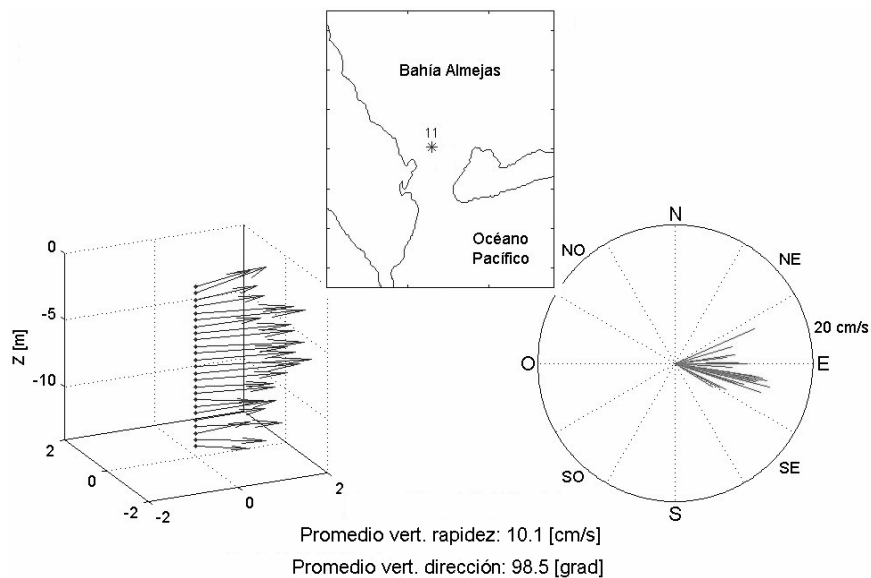 Bahía Almejas
11
Océano
Pacífico
0
-5
-10
Z [m]
2
0
-2
-2
0
2
N
NO
NE
20 cm/s
O
E
SO
SE
S
Promedio vert. rapidez: 10.1 [cm/s]
Promedio vert. dirección: 98.5 [grad]